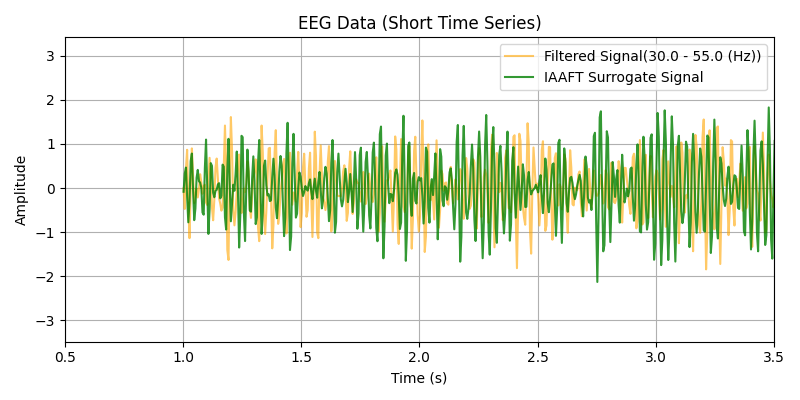 EEG Data (Short Time Series)
Filtered Signal(30.0 - 55.0 (Hz))
IAAFT Surrogate Signal
Amplitude
3
2
1
0
−1
−2
−3
0.5 1.0 1.5 2.0 2.5 3.0 3.5
Time (s)